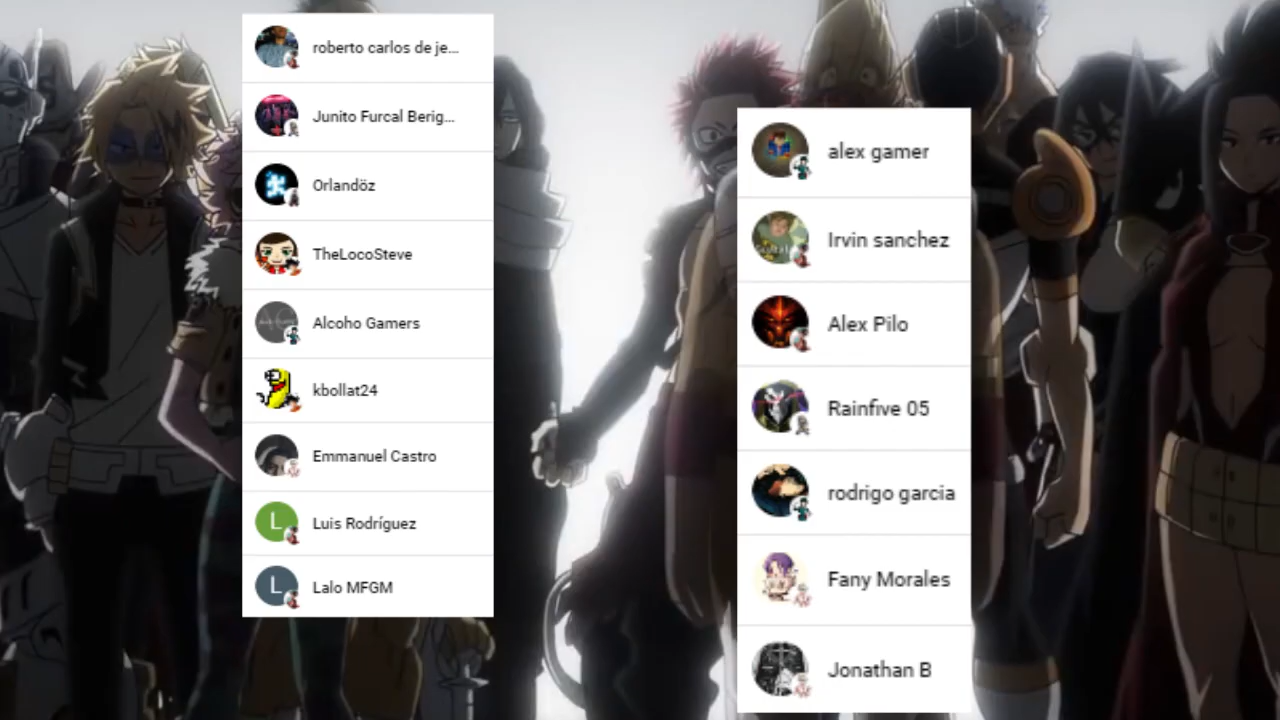 roberto carlos de je...
Junito Furcal Berig...
Orlandöz
TheLocoSteve
Alcoho Gamers
kbollat24
Emmanuel Castro
L
Luis Rodríguez
L
Lalo MFGM
alex gamer
Irvin sanchez
Alex Pilo
Rainfive 05
rodrigo garcia
Fany Morales
Jonathan B